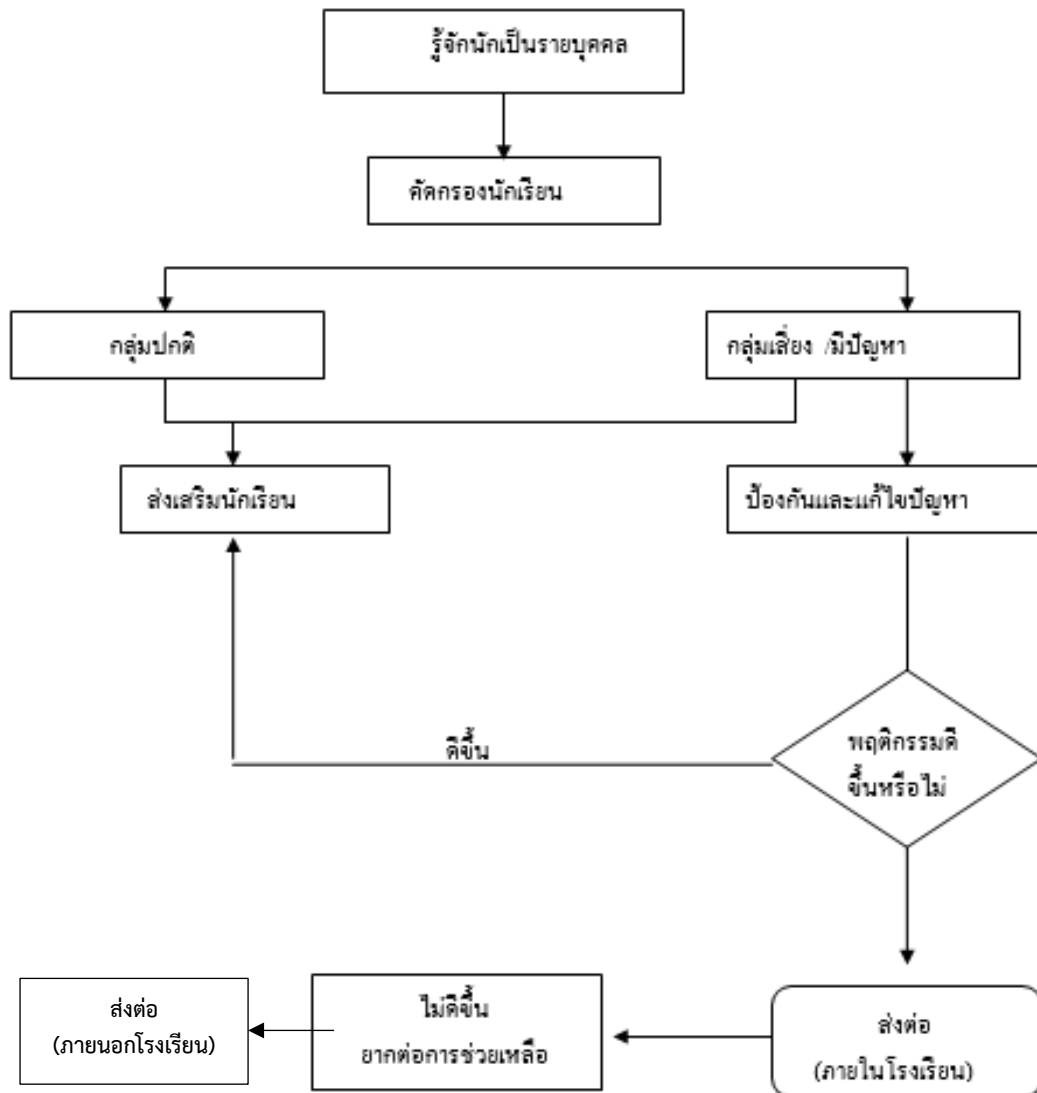 รู้จักนักเป็นรายบุคคล
คัดกรองนักเรียน
กลุ่มปกติ
กลุ่มเสี่ยง /มีปัญหา
ส่งเสริมนักเรียน
ป้องกันและแก้ไขปัญหา
พฤติกรรมดี
ขึ้นหรือไม่
ดีขึ้น
ส่งต่อ
(ภายนอกโรงเรียน)
ไม่ดีขึ้น
ยากต่อการช่วยเหลือ
ส่งต่อ
(ภายในโรงเรียน)